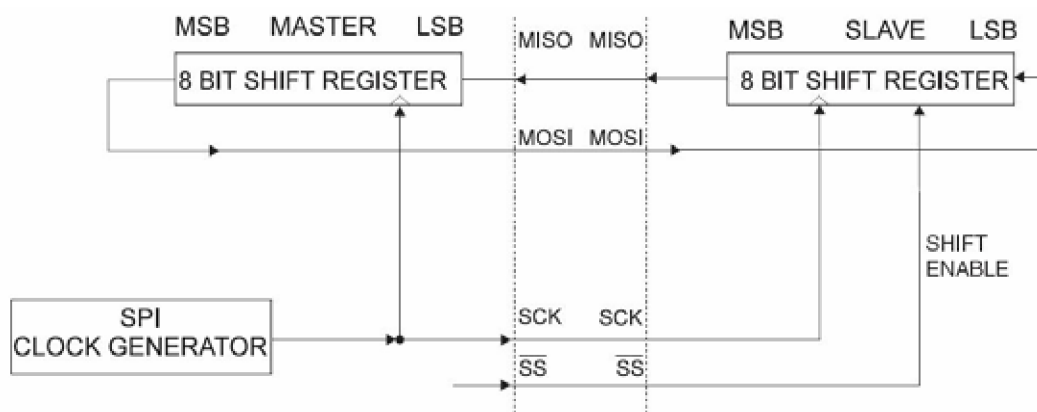 MSB MASTER LSB
8 BIT SHIFT REGISTER
MISO MISO
MSB SLAVE LSB
8 BIT SHIFT REGISTER
MOSI MOSI
SHIFT
ENABLE
SPI
CLOCK GENERATOR
SCK SCK
SS SS